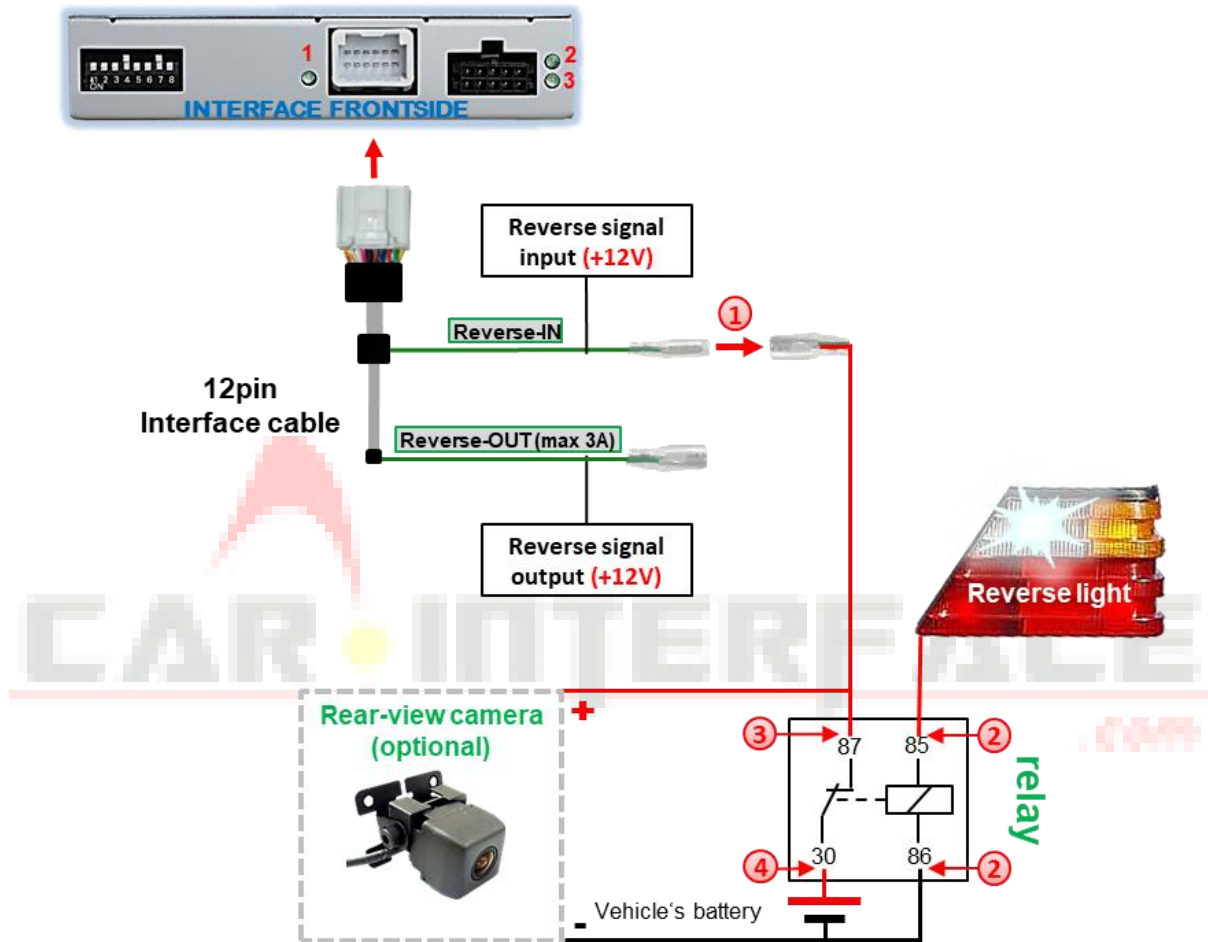 1
2
3
1 2 3 4 5 6 7 8
ON
INTERFACE FRONTSIDE
Reverse signal
input (+12V)
Reverse-IN
1
12pin
Interface cable
Reverse-OUT(max 3A)
Reverse signal
output (+12V)
Reverse light
CAR INTERFACE
.com
Rear-view camera
(optional)
+
3
87
85
2
relay
4
30
86
2
Vehicle‘s battery
-